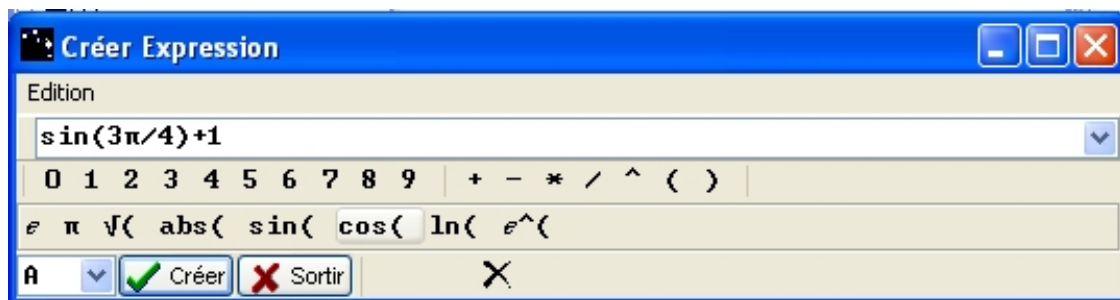 Créer Expression
Edition
sin(3π/4)+1
0 1 2 3 4 5 6 7 8 9 + - * / ^ ( )
e π √( abs( sin( cos( ln( e^(
A Créer Sortir